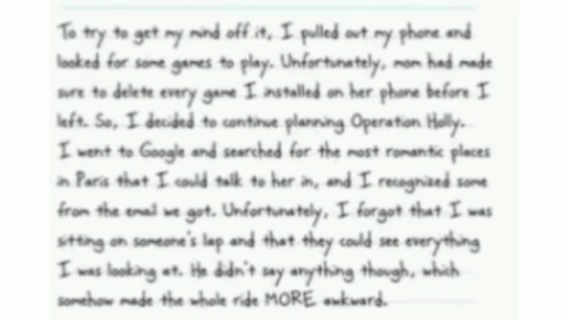 To try to get my mind off it, I pulled out my phone and
looked for some games to play. Unfortunately, mom had made
sure to delete every game I installed on her phone before I
left. So, I decided to continue planning Operation Holly.
I went to Google and searched for the most romantic places
in Paris that I could talk to her in, and I recognized some
from the email we got. Unfortunately, I forgot that I was
sitting on someone's lap and that they could see everything
I was looking at. He didn't say anything though, which
somehow made the whole ride MORE awkward.